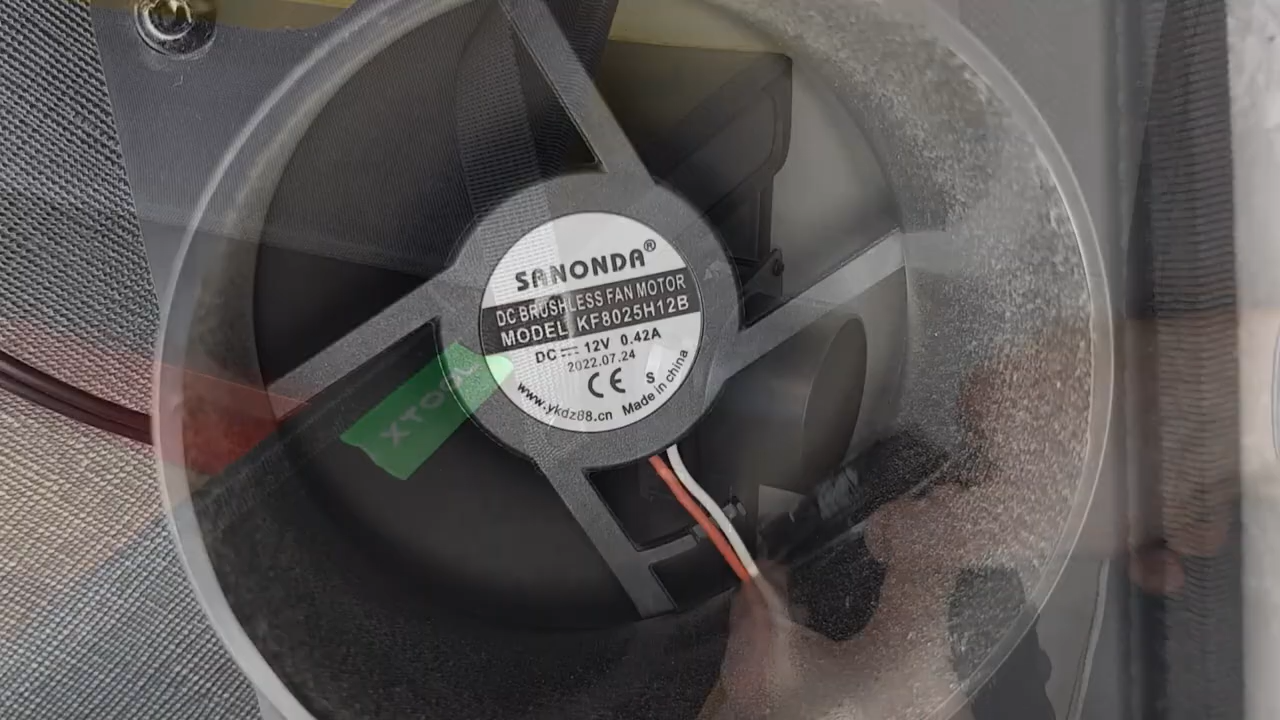 SANONDA®
DC BRUSHLESS FAN MOTOR
MODEL KF8025H12B
DC ⎓ 12V 0.42A
2022.07.24
CE S
www.ykdz88.cn Made in china
XTOOL